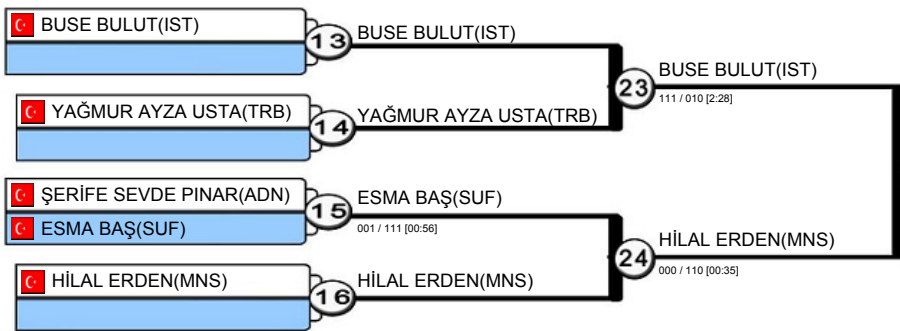 BUSE BULUT(IST)
13
BUSE BULUT(IST)
YAĞMUR AYZA USTA(TRB)
14
YAĞMUR AYZA USTA(TRB)
23
BUSE BULUT(IST)
111 / 010 [2:28]
ŞERİFE SEVDE PINAR(ADN)
ESMA BAŞ(SUF)
15
ESMA BAŞ(SUF)
001 / 111 [00:56]
HİLAL ERDEN(MNS)
16
HİLAL ERDEN(MNS)
24
HİLAL ERDEN(MNS)
000 / 110 [00:35]